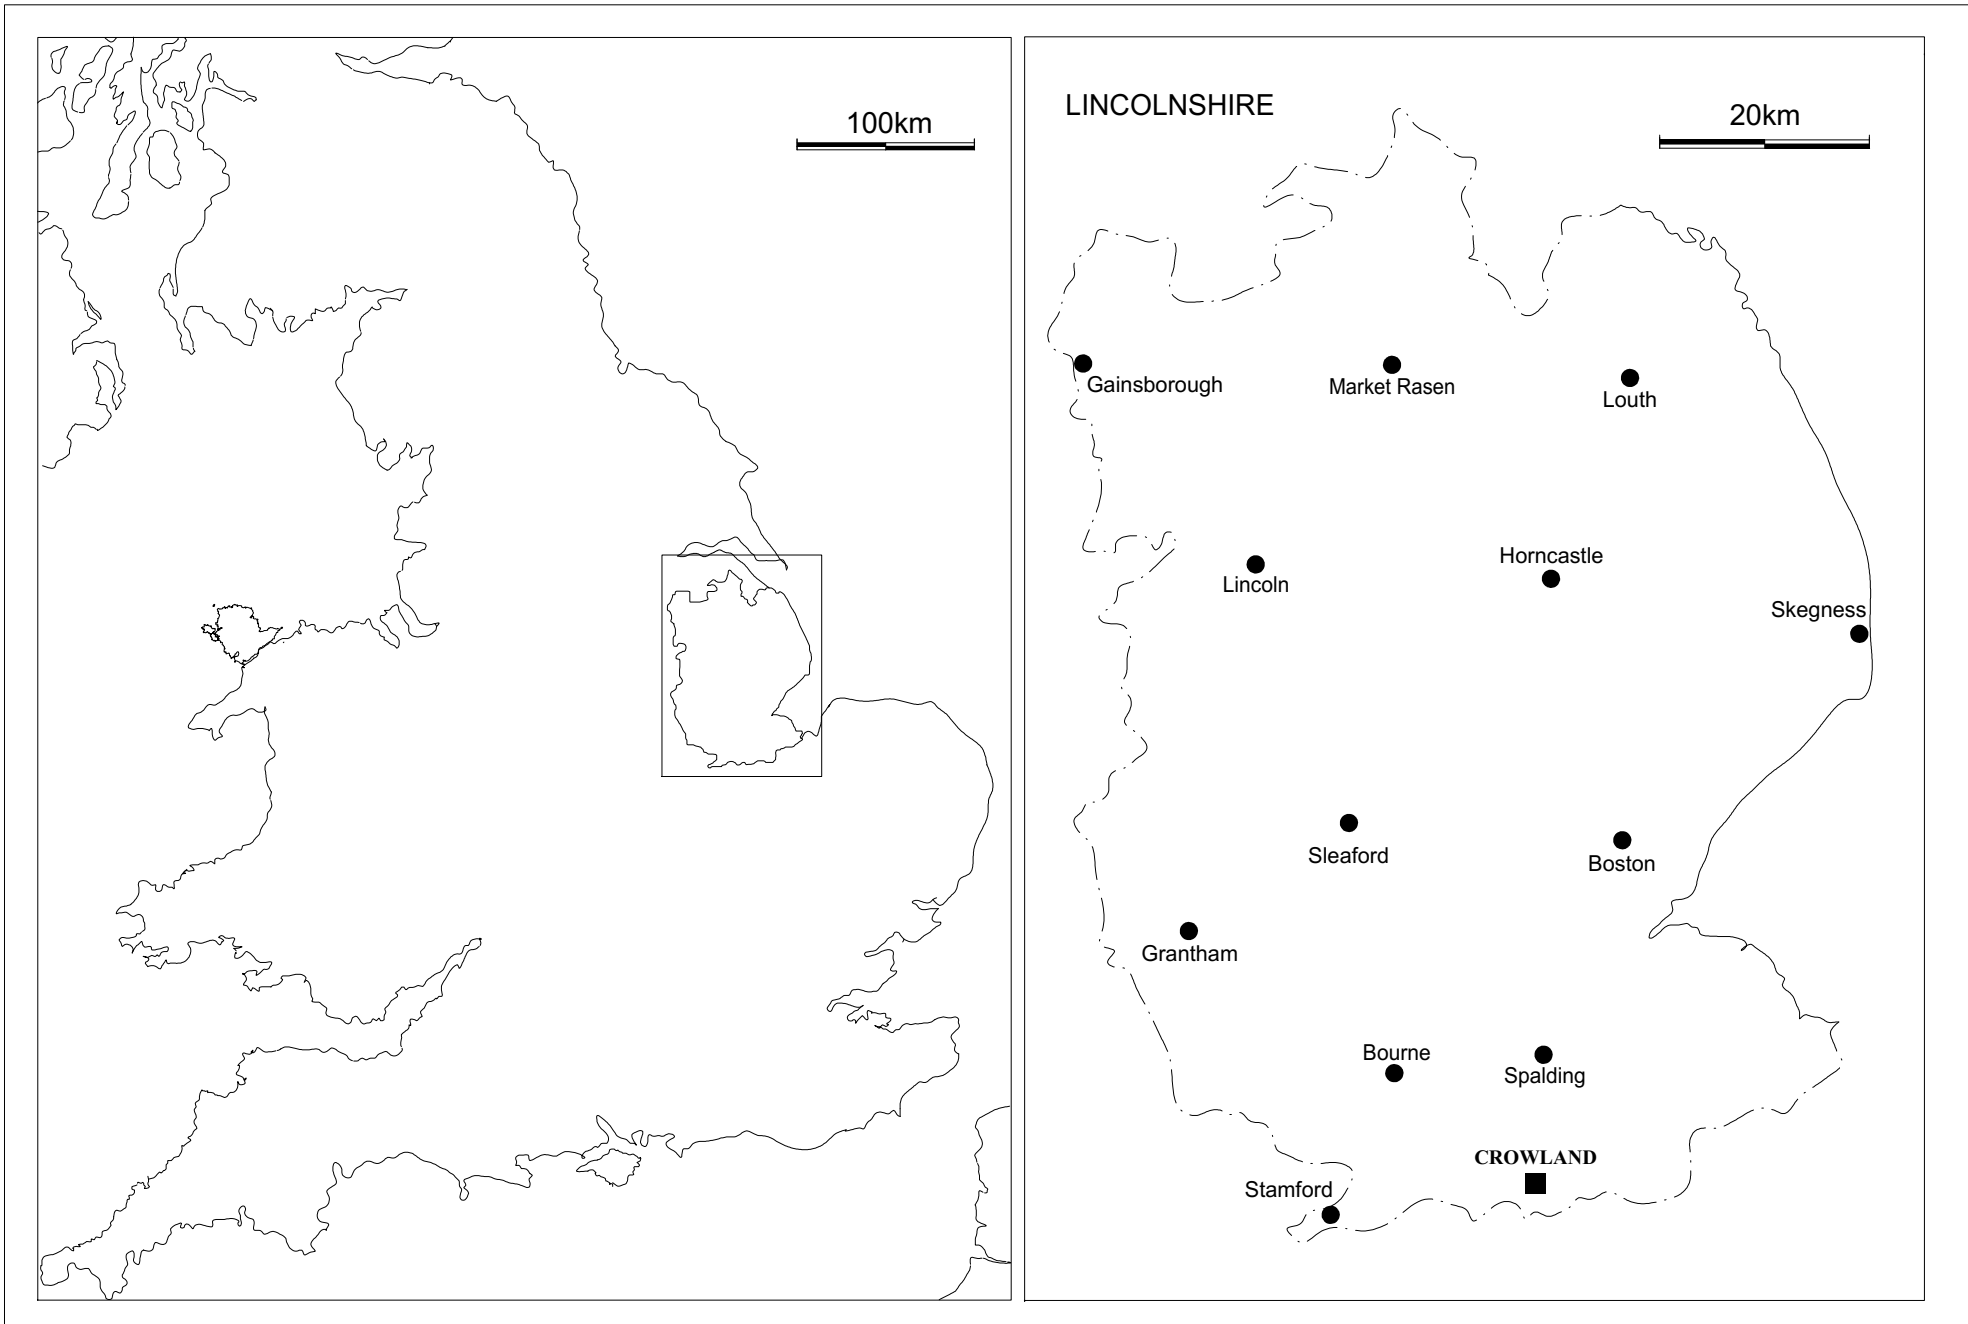 100km
LINCOLNSHIRE
20km
Gainsborough
Market Rasen
Louth
Lincoln
Horncastle
Skegness
Sleaford
Boston
Grantham
Bourne
Spalding
CROWLAND
Stamford